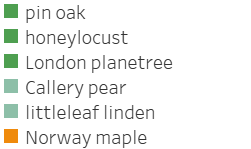 pin oak
honeylocust
London planetree
Callery pear
littleleaf linden
Norway maple